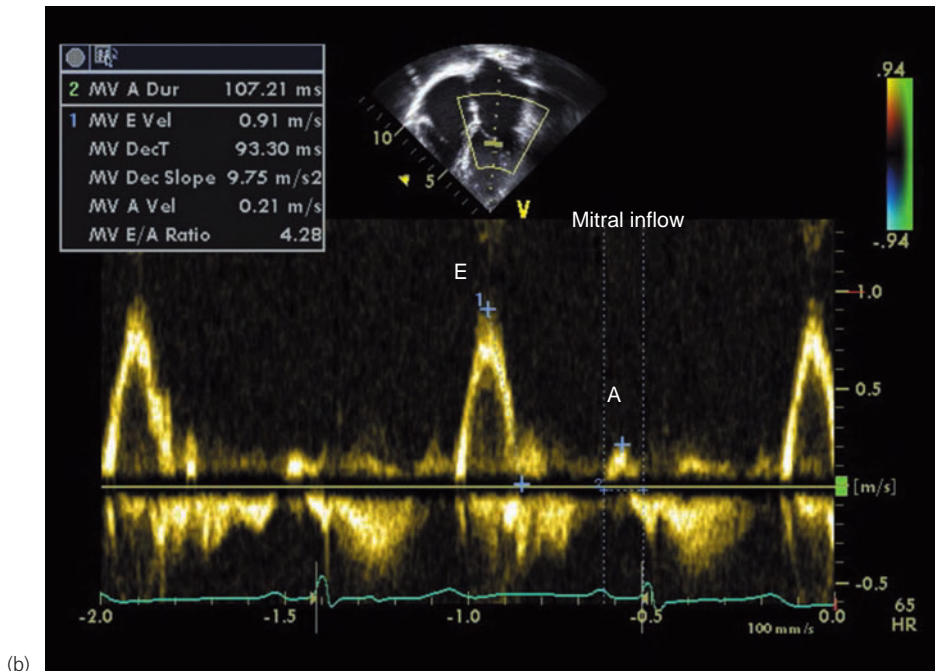 2 MV A Dur 107.21 ms
1 MV E Vel 0.91 m/s
MV DecT 93.30 ms
MV Dec Slope 9.75 m/s2
MV A Vel 0.21 m/s
MV E/A Ratio 4.28
10
5
V
.94
-.94
Mitral inflow
E
1
A
2
1.0
0.5
[m/s]
-0.5
-2.0 -1.5 -1.0 -0.5 0.0
100 mm/s
65
HR
(b)